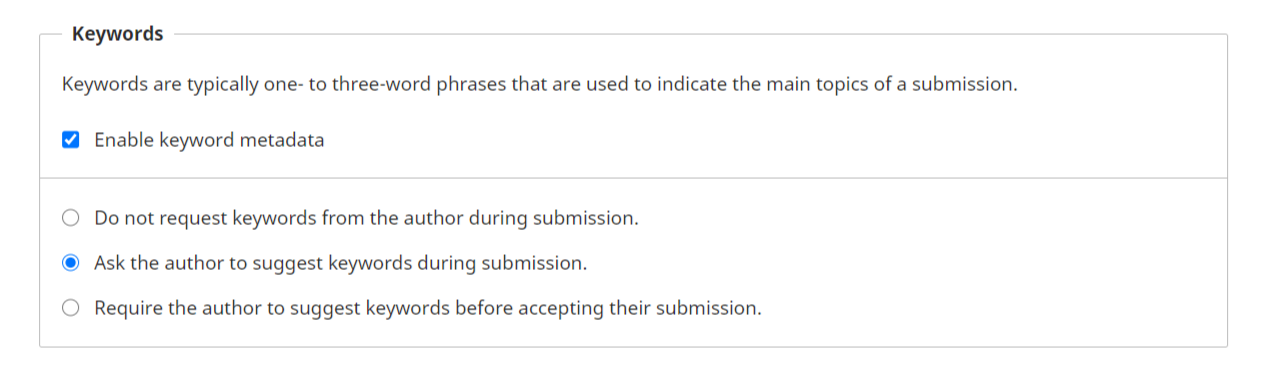 Keywords
Keywords are typically one- to three-word phrases that are used to indicate the main topics of a submission.
Enable keyword metadata
Do not request keywords from the author during submission.
Ask the author to suggest keywords during submission.
Require the author to suggest keywords before accepting their submission.